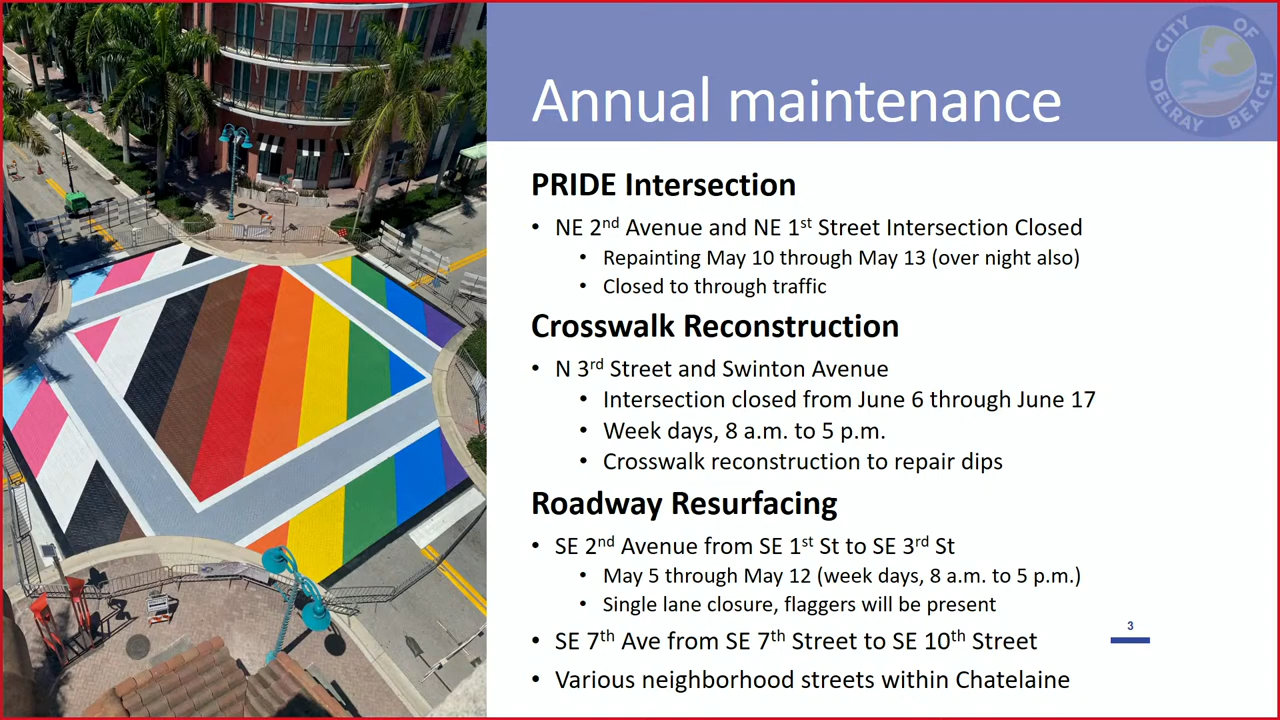 CITY OF DELRAY BEACH
Annual maintenance
PRIDE Intersection
• NE 2nd Avenue and NE 1st Street Intersection Closed
• Repainting May 10 through May 13 (over night also)
• Closed to through traffic
Crosswalk Reconstruction
• N 3rd Street and Swinton Avenue
• Intersection closed from June 6 through June 17
• Week days, 8 a.m. to 5 p.m.
• Crosswalk reconstruction to repair dips
Roadway Resurfacing
• SE 2nd Avenue from SE 1st St to SE 3rd St
• May 5 through May 12 (week days, 8 a.m. to 5 p.m.)
• Single lane closure, flaggers will be present
3
• SE 7th Ave from SE 7th Street to SE 10th Street
• Various neighborhood streets within Chatelaine